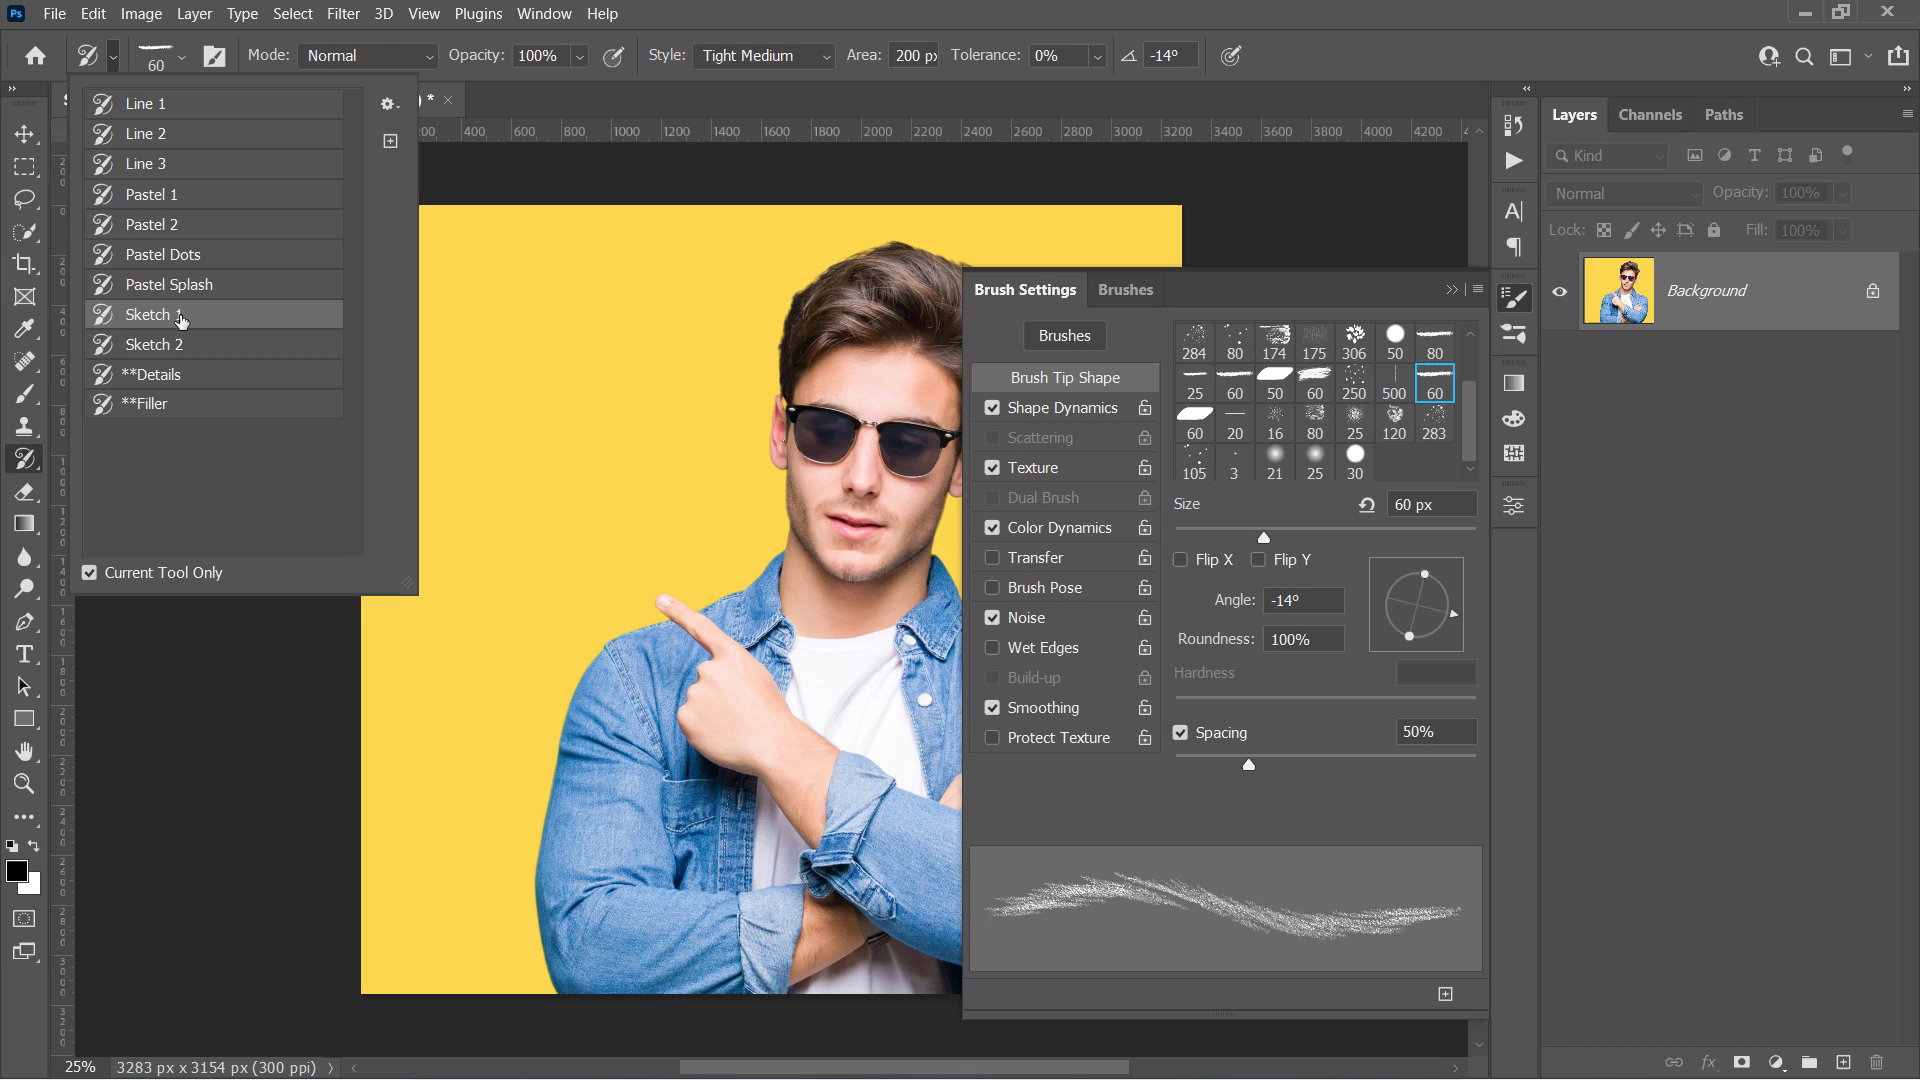 Ps File Edit Image Layer Type Select Filter 3D View Plugins Window Help
60 Mode: Normal Opacity: 100% Style: Tight Medium Area: 200 px Tolerance: 0% -14°
) * ×
200 400 600 800 1000 1200 1400 1600 1800 2000 2200 2400 2600 2800 3000 3200 3400 3600 3800 4000 4200
Line 1
Line 2
Line 3
Pastel 1
Pastel 2
Pastel Dots
Pastel Splash
Sketch 1
Sketch 2
**Details
**Filler
Current Tool Only
Brush Settings Brushes
Brushes
Brush Tip Shape
Shape Dynamics
Scattering
Texture
Dual Brush
Color Dynamics
Transfer
Brush Pose
Noise
Wet Edges
Build-up
Smoothing
Protect Texture
284 80 174 175 306 50 80
25 60 50 60 250 500 60
60 20 16 80 25 120 283
105 3 21 25 30
Size 60 px
Flip X Flip Y
Angle: -14°
Roundness: 100%
Hardness
Spacing 50%
Layers Channels Paths
Kind
Normal Opacity: 100%
Lock: Fill: 100%
Background
25% 3283 px x 3154 px (300 ppi)